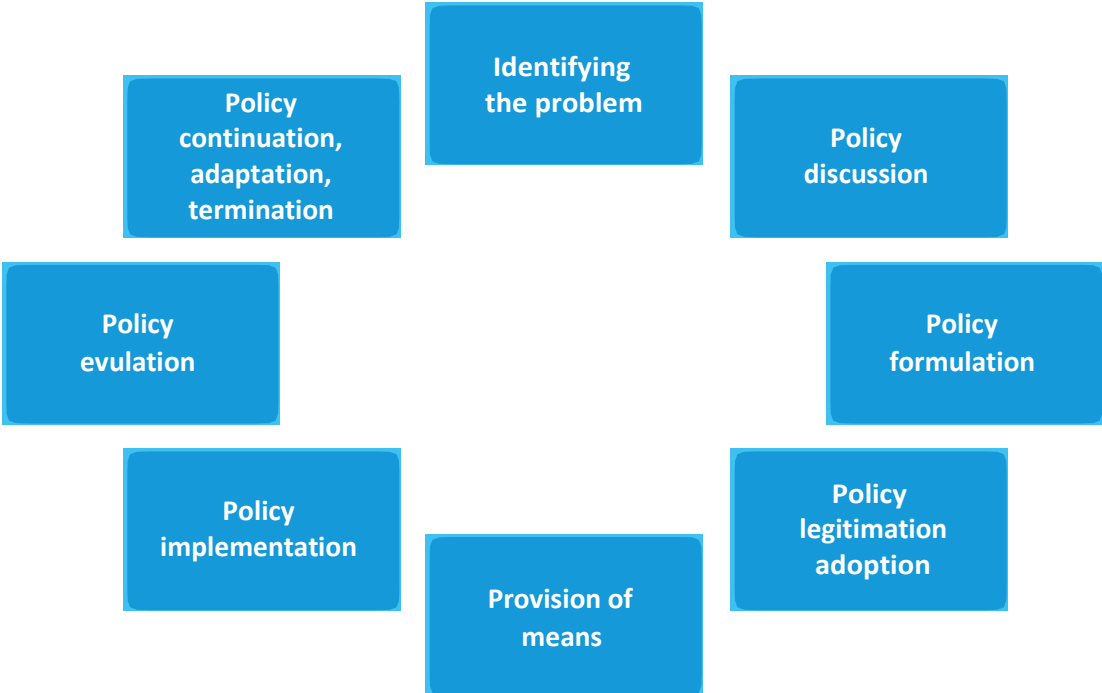 Identifying
the problem
Policy
discussion
Policy
formulation
Policy
legitimation
adoption
Provision of
means
Policy
implementation
Policy
evulation
Policy
continuation,
adaptation,
termination